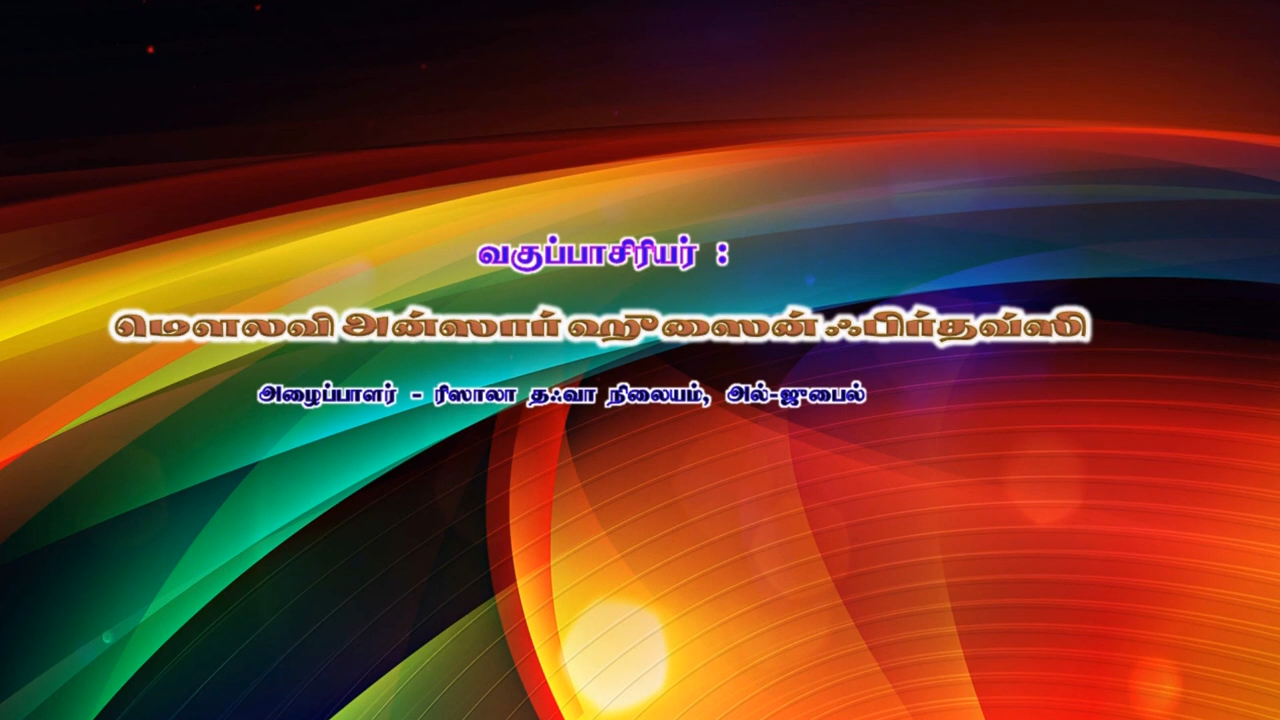 வகுப்பாசிரியர் :
மௌலவி அன்ஸார் ஹுஸைன் ஃபிர்தவ்ஸி
அழைப்பாளர் - ரிஸாலா தஃவா நிலையம், அல்-ஜுபைல்